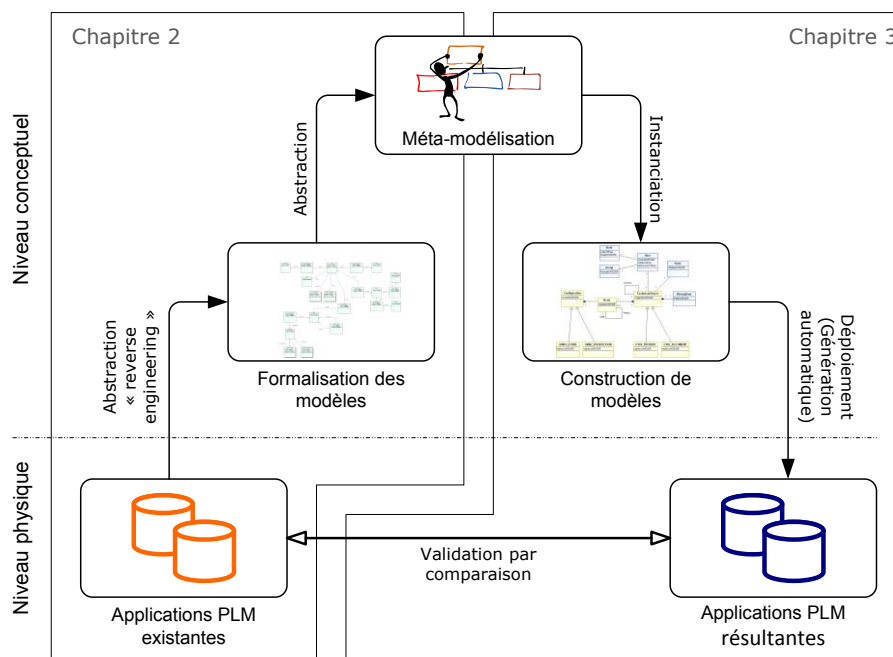 Chapitre 2
Chapitre 3
Niveau conceptuel
Méta-modélisation
Abstraction
Instanciation
Formalisation des
modèles
Construction de
modèles
Abstraction
« reverse
engineering »
Déploiement
(Génération
automatique)
Niveau physique
Validation par
comparaison
Applications PLM
existantes
Applications PLM
résultantes